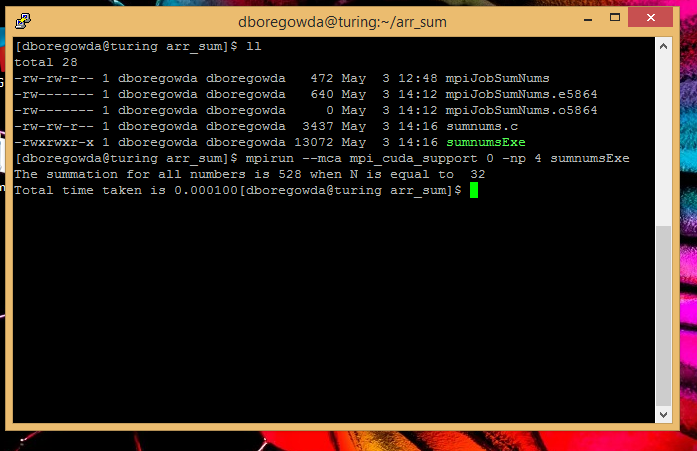 dboregowda@turing:~/arr_sum
[dboregowda@turing arr_sum]$ ll
total 28
-rw-rw-r-- 1 dboregowda dboregowda   472 May  3 12:48 mpiJobSumNums
-rw------- 1 dboregowda dboregowda   640 May  3 14:12 mpiJobSumNums.e5864
-rw------- 1 dboregowda dboregowda     0 May  3 14:12 mpiJobSumNums.o5864
-rw-rw-r-- 1 dboregowda dboregowda  3437 May  3 14:16 sumnums.c
-rwxrwxr-x 1 dboregowda dboregowda 13072 May  3 14:16 sumnumsExe
[dboregowda@turing arr_sum]$ mpirun --mca mpi_cuda_support 0 -np 4 sumnumsExe
The summation for all numbers is 528 when N is equal to  32
Total time taken is 0.000100[dboregowda@turing arr_sum]$